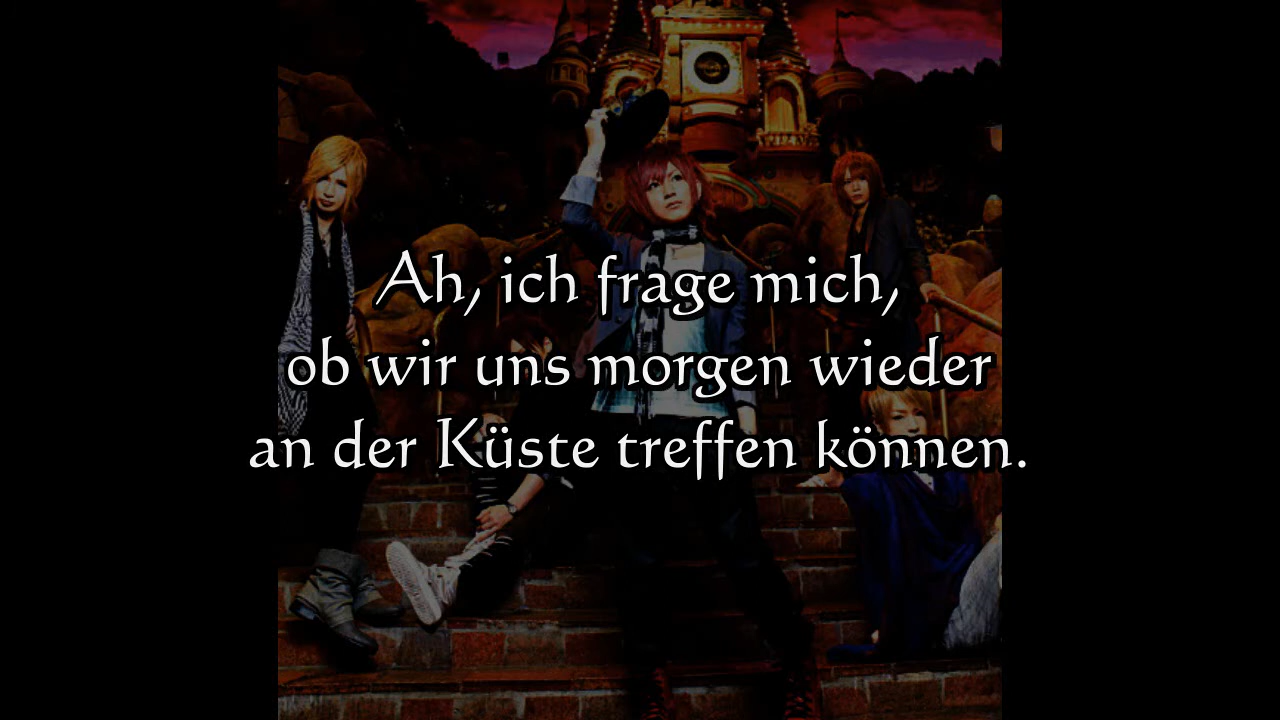 Ah, ich frage mich,
ob wir uns morgen wieder
an der Küste treffen können.